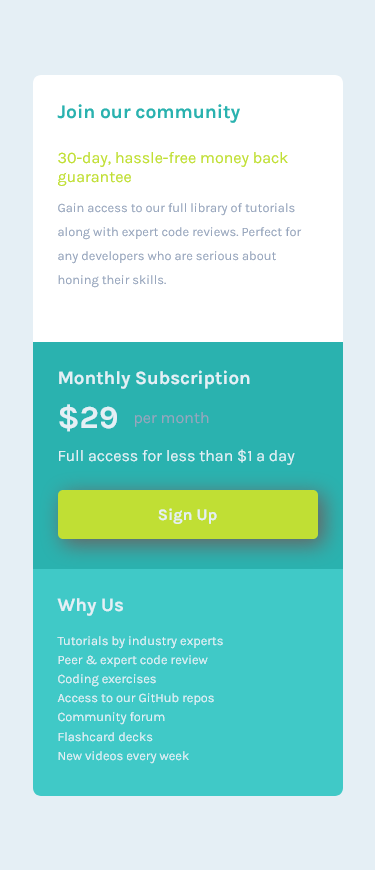 Join our community
30-day, hassle-free money back
guarantee
Gain access to our full library of tutorials
along with expert code reviews. Perfect for
any developers who are serious about
honing their skills.
Monthly Subscription
$29 per month
Full access for less than $1 a day
Sign Up
Why Us
Tutorials by industry experts
Peer & expert code review
Coding exercises
Access to our GitHub repos
Community forum
Flashcard decks
New videos every week